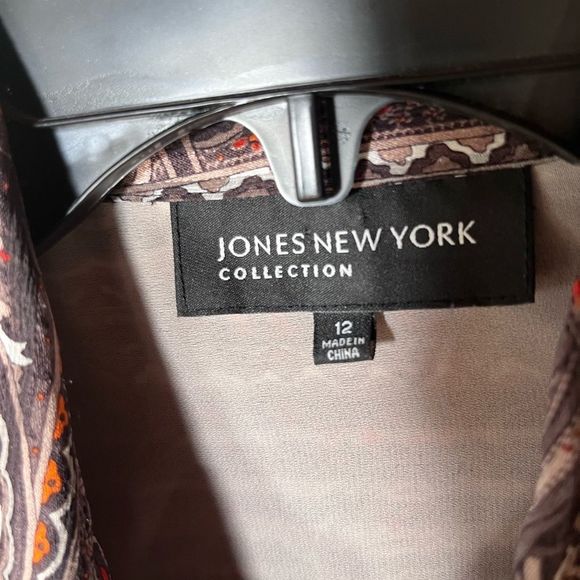 JONES NEW YORK
COLLECTION
12
MADE IN
CHINA